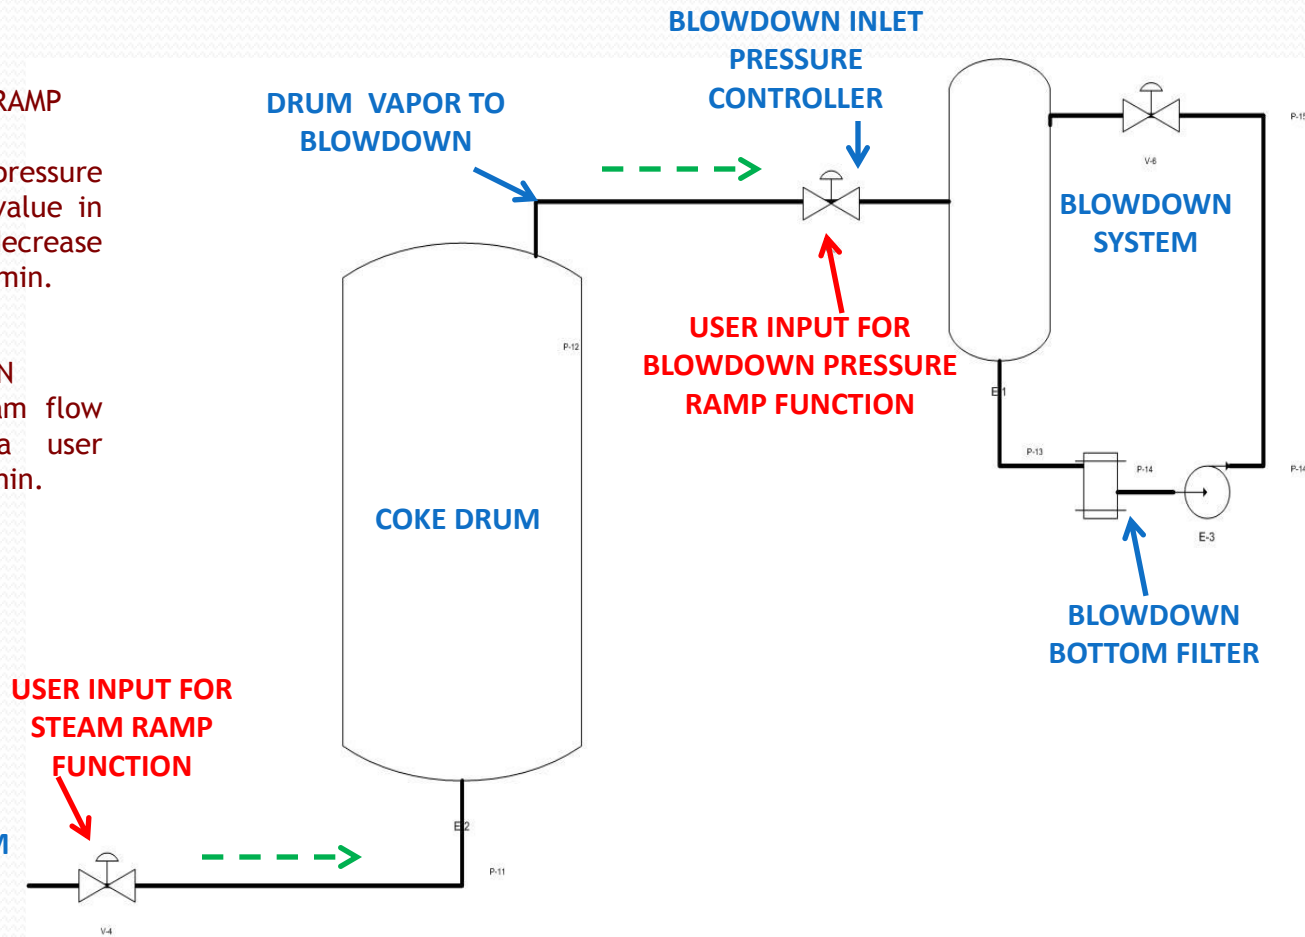 RAMP
pressure
value in
decrease
min.
N
am flow
a user
min.
BLOWDOWN INLET
PRESSURE
CONTROLLER
DRUM VAPOR TO
BLOWDOWN
P-15
V-6
BLOWDOWN
SYSTEM
USER INPUT FOR
BLOWDOWN PRESSURE
RAMP FUNCTION
P-12
E-1
P-13
P-14
P-14
E-3
COKE DRUM
BLOWDOWN
BOTTOM FILTER
USER INPUT FOR
STEAM RAMP
FUNCTION
M
E-2
P-11
V-4